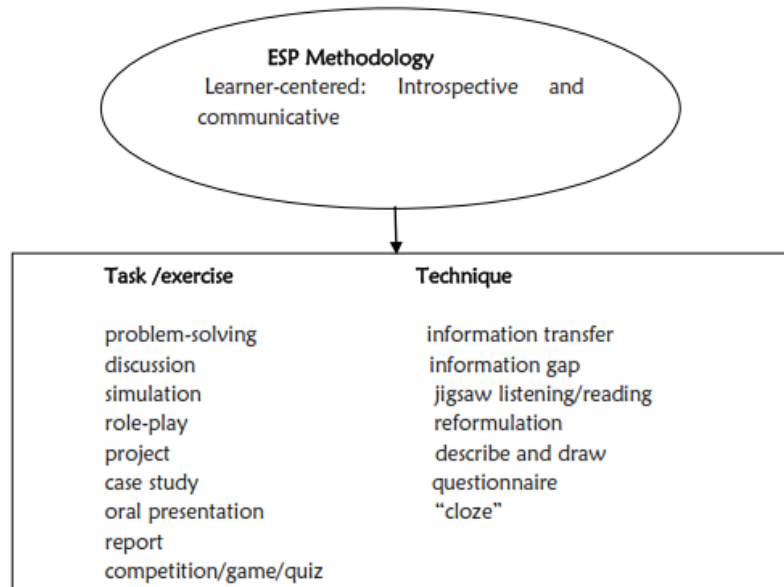 ESP Methodology
Learner-centered: Introspective and
communicative
Task /exercise Technique
problem-solving information transfer
discussion information gap
simulation jigsaw listening/reading
role-play reformulation
project describe and draw
case study questionnaire
oral presentation “cloze”
report
competition/game/quiz